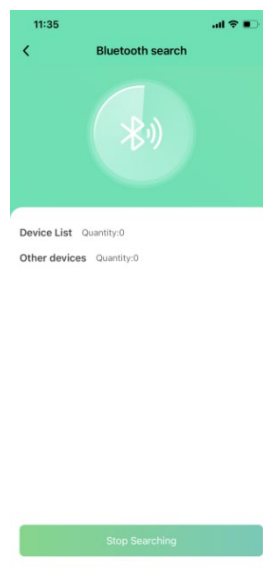 11:35
Bluetooth search
Device List Quantity:0
Other devices Quantity:0
Stop Searching